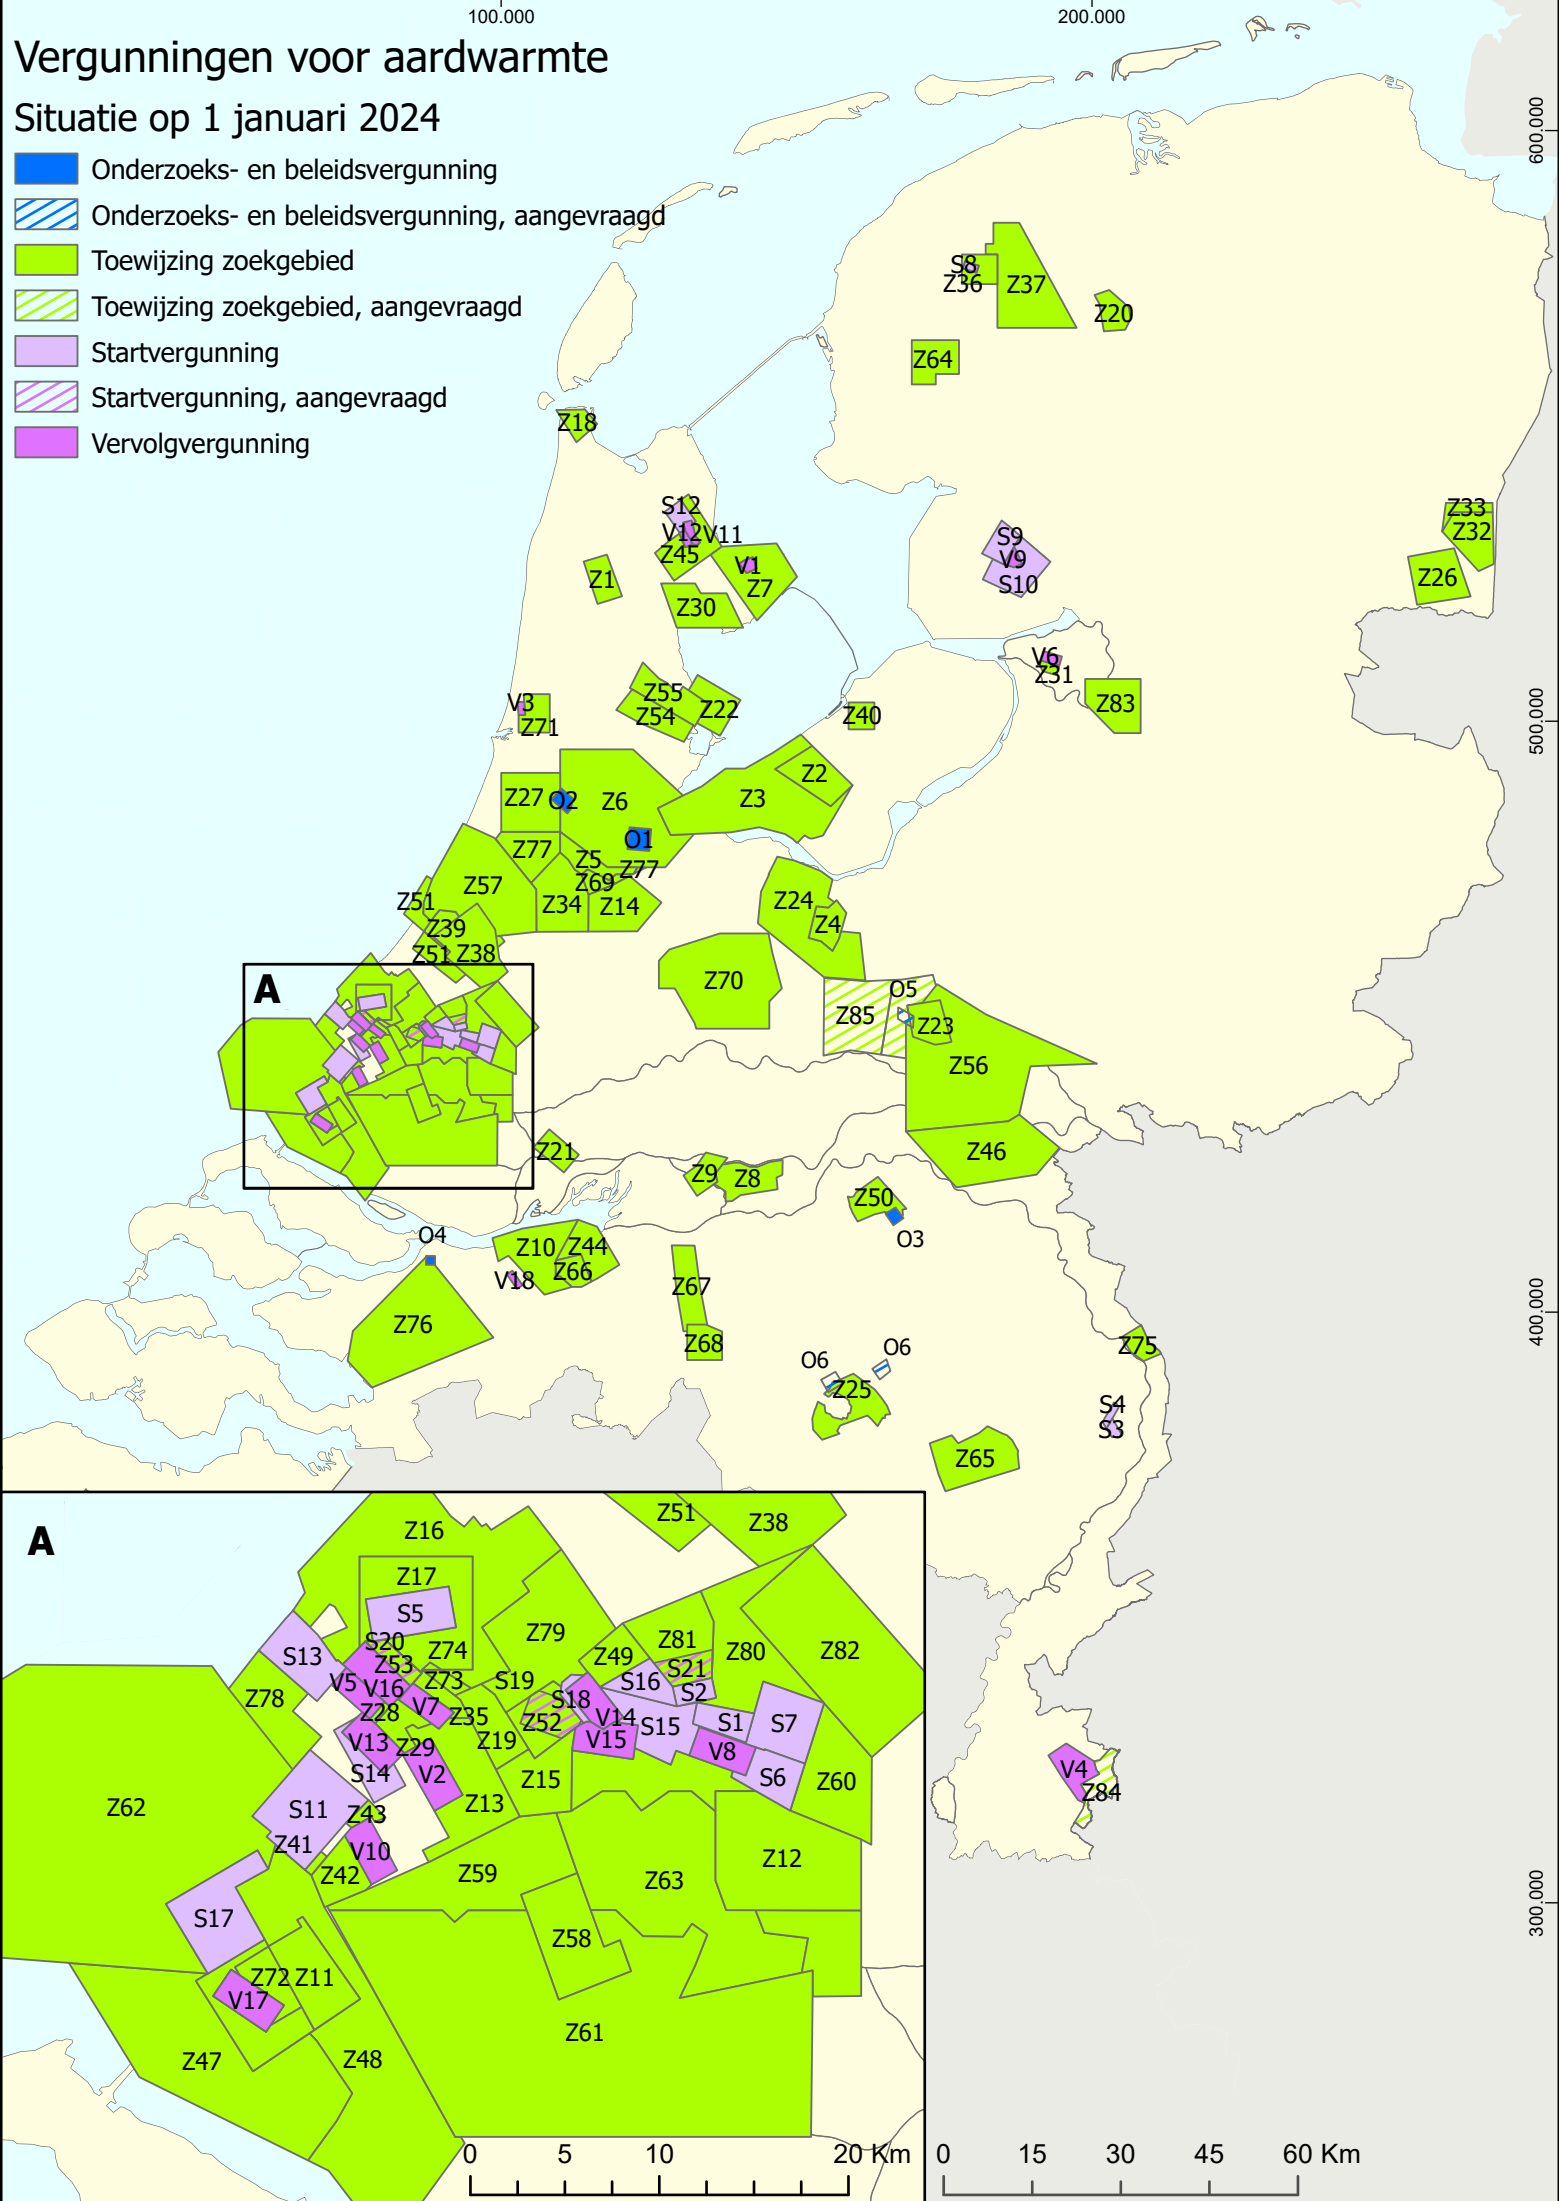 100.000
200.000
Vergunningen voor aardwarmte
Situatie op 1 januari 2024
Onderzoeks- en beleidsvergunning
Onderzoeks- en beleidsvergunning, aangevraagd
Toewijzing zoekgebied
Toewijzing zoekgebied, aangevraagd
Startvergunning
Startvergunning, aangevraagd
Vervolgvergunning
600.000
500.000
400.000
300.000
S8
Z36
Z37
Z20
Z64
Z18
S12
V12
V11
Z45
Z1
V1
Z7
Z30
S9
V9
S10
Z33
Z32
Z26
V6
Z31
Z83
Z55
Z54
Z22
V3
Z71
Z40
Z2
Z3
Z27
O2
Z6
O1
Z77
Z5
Z77
Z69
Z57
Z34
Z14
Z51
Z39
Z51
Z38
Z24
Z4
A
Z70
O5
Z85
Z23
Z56
Z46
Z21
Z9
Z8
Z50
O3
O4
Z10
Z44
Z66
V18
Z67
Z76
Z68
Z75
O6
O6
Z25
S4
S3
Z65
V4
Z84
A
Z16
Z51
Z38
Z17
S5
S20
Z74
Z79
Z53
S13
V5
V16
Z73
S19
Z49
Z81
Z80
Z82
S21
S16
S2
Z78
Z28
V7
Z35
S18
V14
Z52
S15
S1
S7
V13
Z29
Z19
V15
V8
S14
V2
Z15
S6
Z60
Z62
S11
Z43
Z13
Z41
V10
Z42
Z59
Z63
Z12
S17
Z58
Z72
Z11
V17
Z61
Z47
Z48
0 5 10 20 Km
0 15 30 45 60 Km